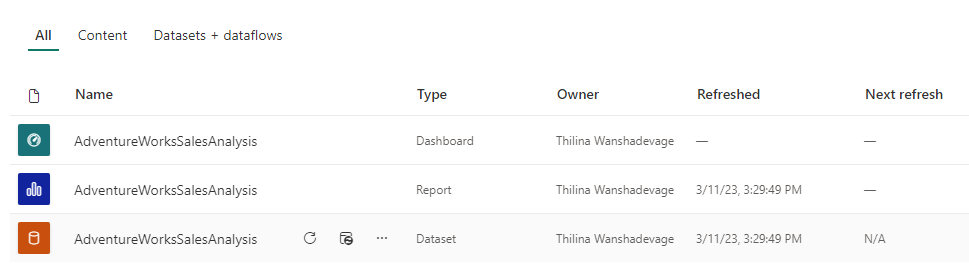 All Content Datasets + dataflows
Name Type Owner Refreshed Next refresh
AdventureWorksSalesAnalysis Dashboard Thilina Wanshadevage — —
AdventureWorksSalesAnalysis Report Thilina Wanshadevage 3/11/23, 3:29:49 PM —
AdventureWorksSalesAnalysis Dataset Thilina Wanshadevage 3/11/23, 3:29:49 PM N/A